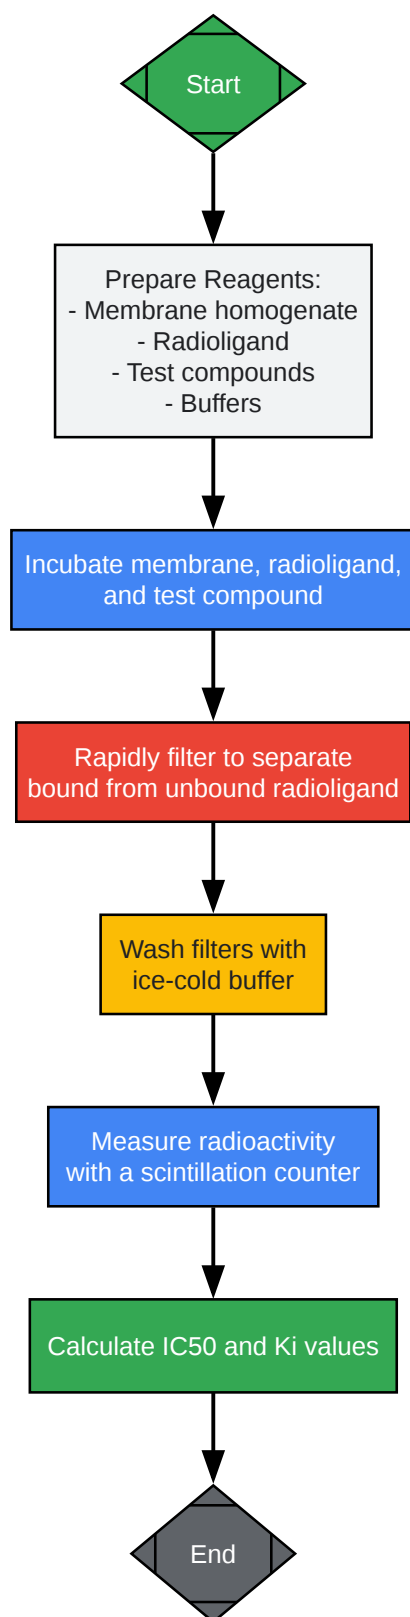 Start
Prepare Reagents:
- Membrane homogenate
- Radioligand
- Test compounds
- Buffers
Incubate membrane, radioligand,
and test compound
Rapidly filter to separate
bound from unbound radioligand
Wash filters with
ice-cold buffer
Measure radioactivity
with a scintillation counter
Calculate IC50 and Ki values
End